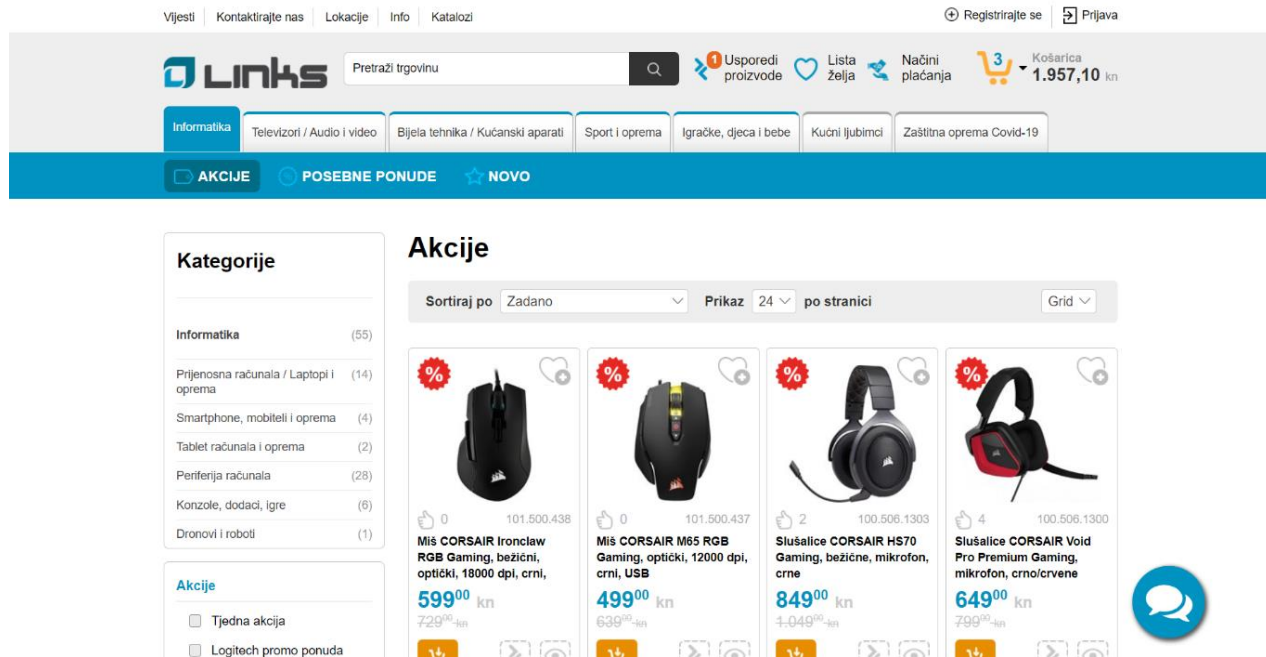 Vijesti Kontaktirajte nas Lokacije Info Katalozi Registrirajte se Prijava
LINKS
Pretraži trgovinu
1
Usporedi
proizvode
Lista
želja
Načini
plaćanja
3
Košarica
1.957,10 kn
Informatika
Televizori / Audio i video
Bijela tehnika / Kućanski aparati
Sport i oprema
Igračke, djeca i bebe
Kućni ljubimci
Zaštitna oprema Covid-19
AKCIJE
POSEBNE PONUDE
NOVO
Kategorije
Informatika (55)
Prijenosna računala / Laptopi i (14)
oprema
Smartphone, mobiteli i oprema (4)
Tablet računala i oprema (2)
Periferija računala (28)
Konzole, dodaci, igre (6)
Dronovi i roboti (1)
Akcije
Tjedna akcija
Logitech promo ponuda
Akcije
Sortiraj po Zadano Prikaz 24 po stranici Grid
%
0 101.500.438
Miš CORSAIR Ironclaw
RGB Gaming, bežični,
optički, 18000 dpi, crni,
599⁰⁰ kn
729⁰⁰ kn
%
0 101.500.437
Miš CORSAIR M65 RGB
Gaming, optički, 12000 dpi,
crni, USB
499⁰⁰ kn
639⁰⁰ kn
%
2 100.506.1303
Slušalice CORSAIR HS70
Gaming, bežične, mikrofon,
crne
849⁰⁰ kn
1.049⁰⁰ kn
%
4 100.506.1300
Slušalice CORSAIR Void
Pro Premium Gaming,
mikrofon, crno/crvene
649⁰⁰ kn
799⁰⁰ kn